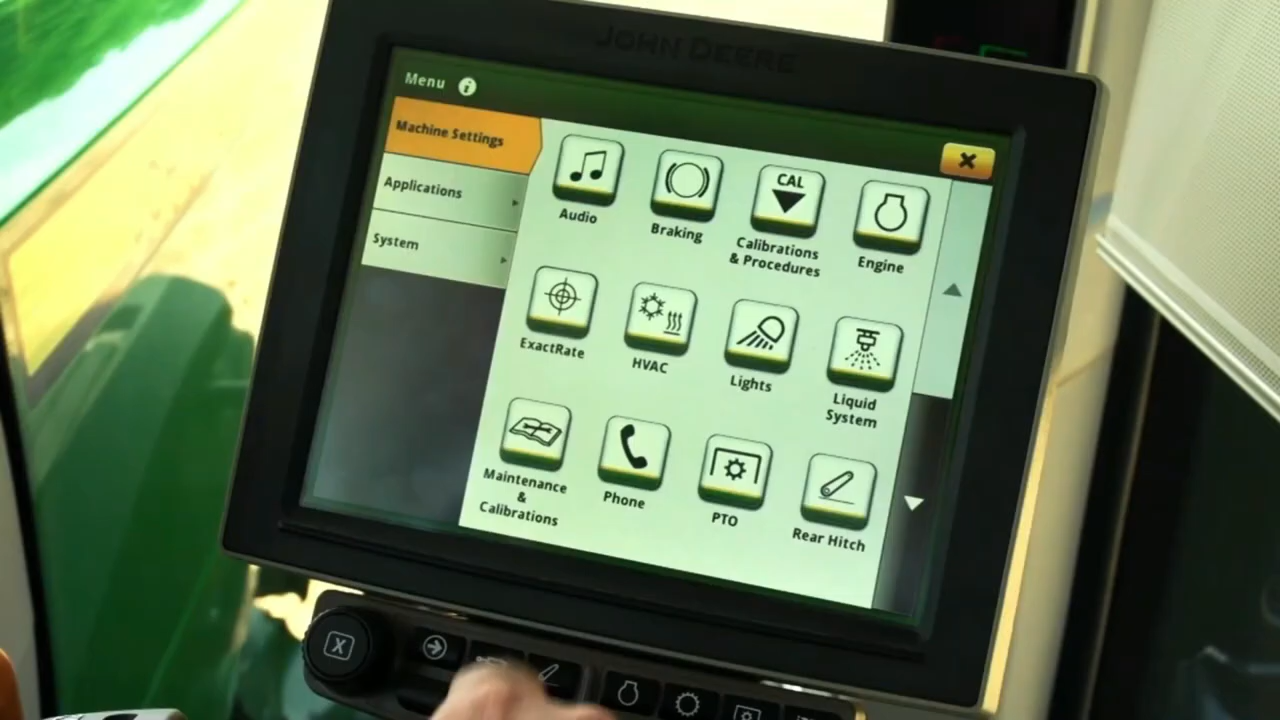 JOHN DEERE
Menu
Machine Settings
Applications
System
Audio
Braking
CAL
Calibrations
& Procedures
Engine
ExactRate
HVAC
Lights
Liquid
System
Maintenance
&
Calibrations
Phone
PTO
Rear Hitch